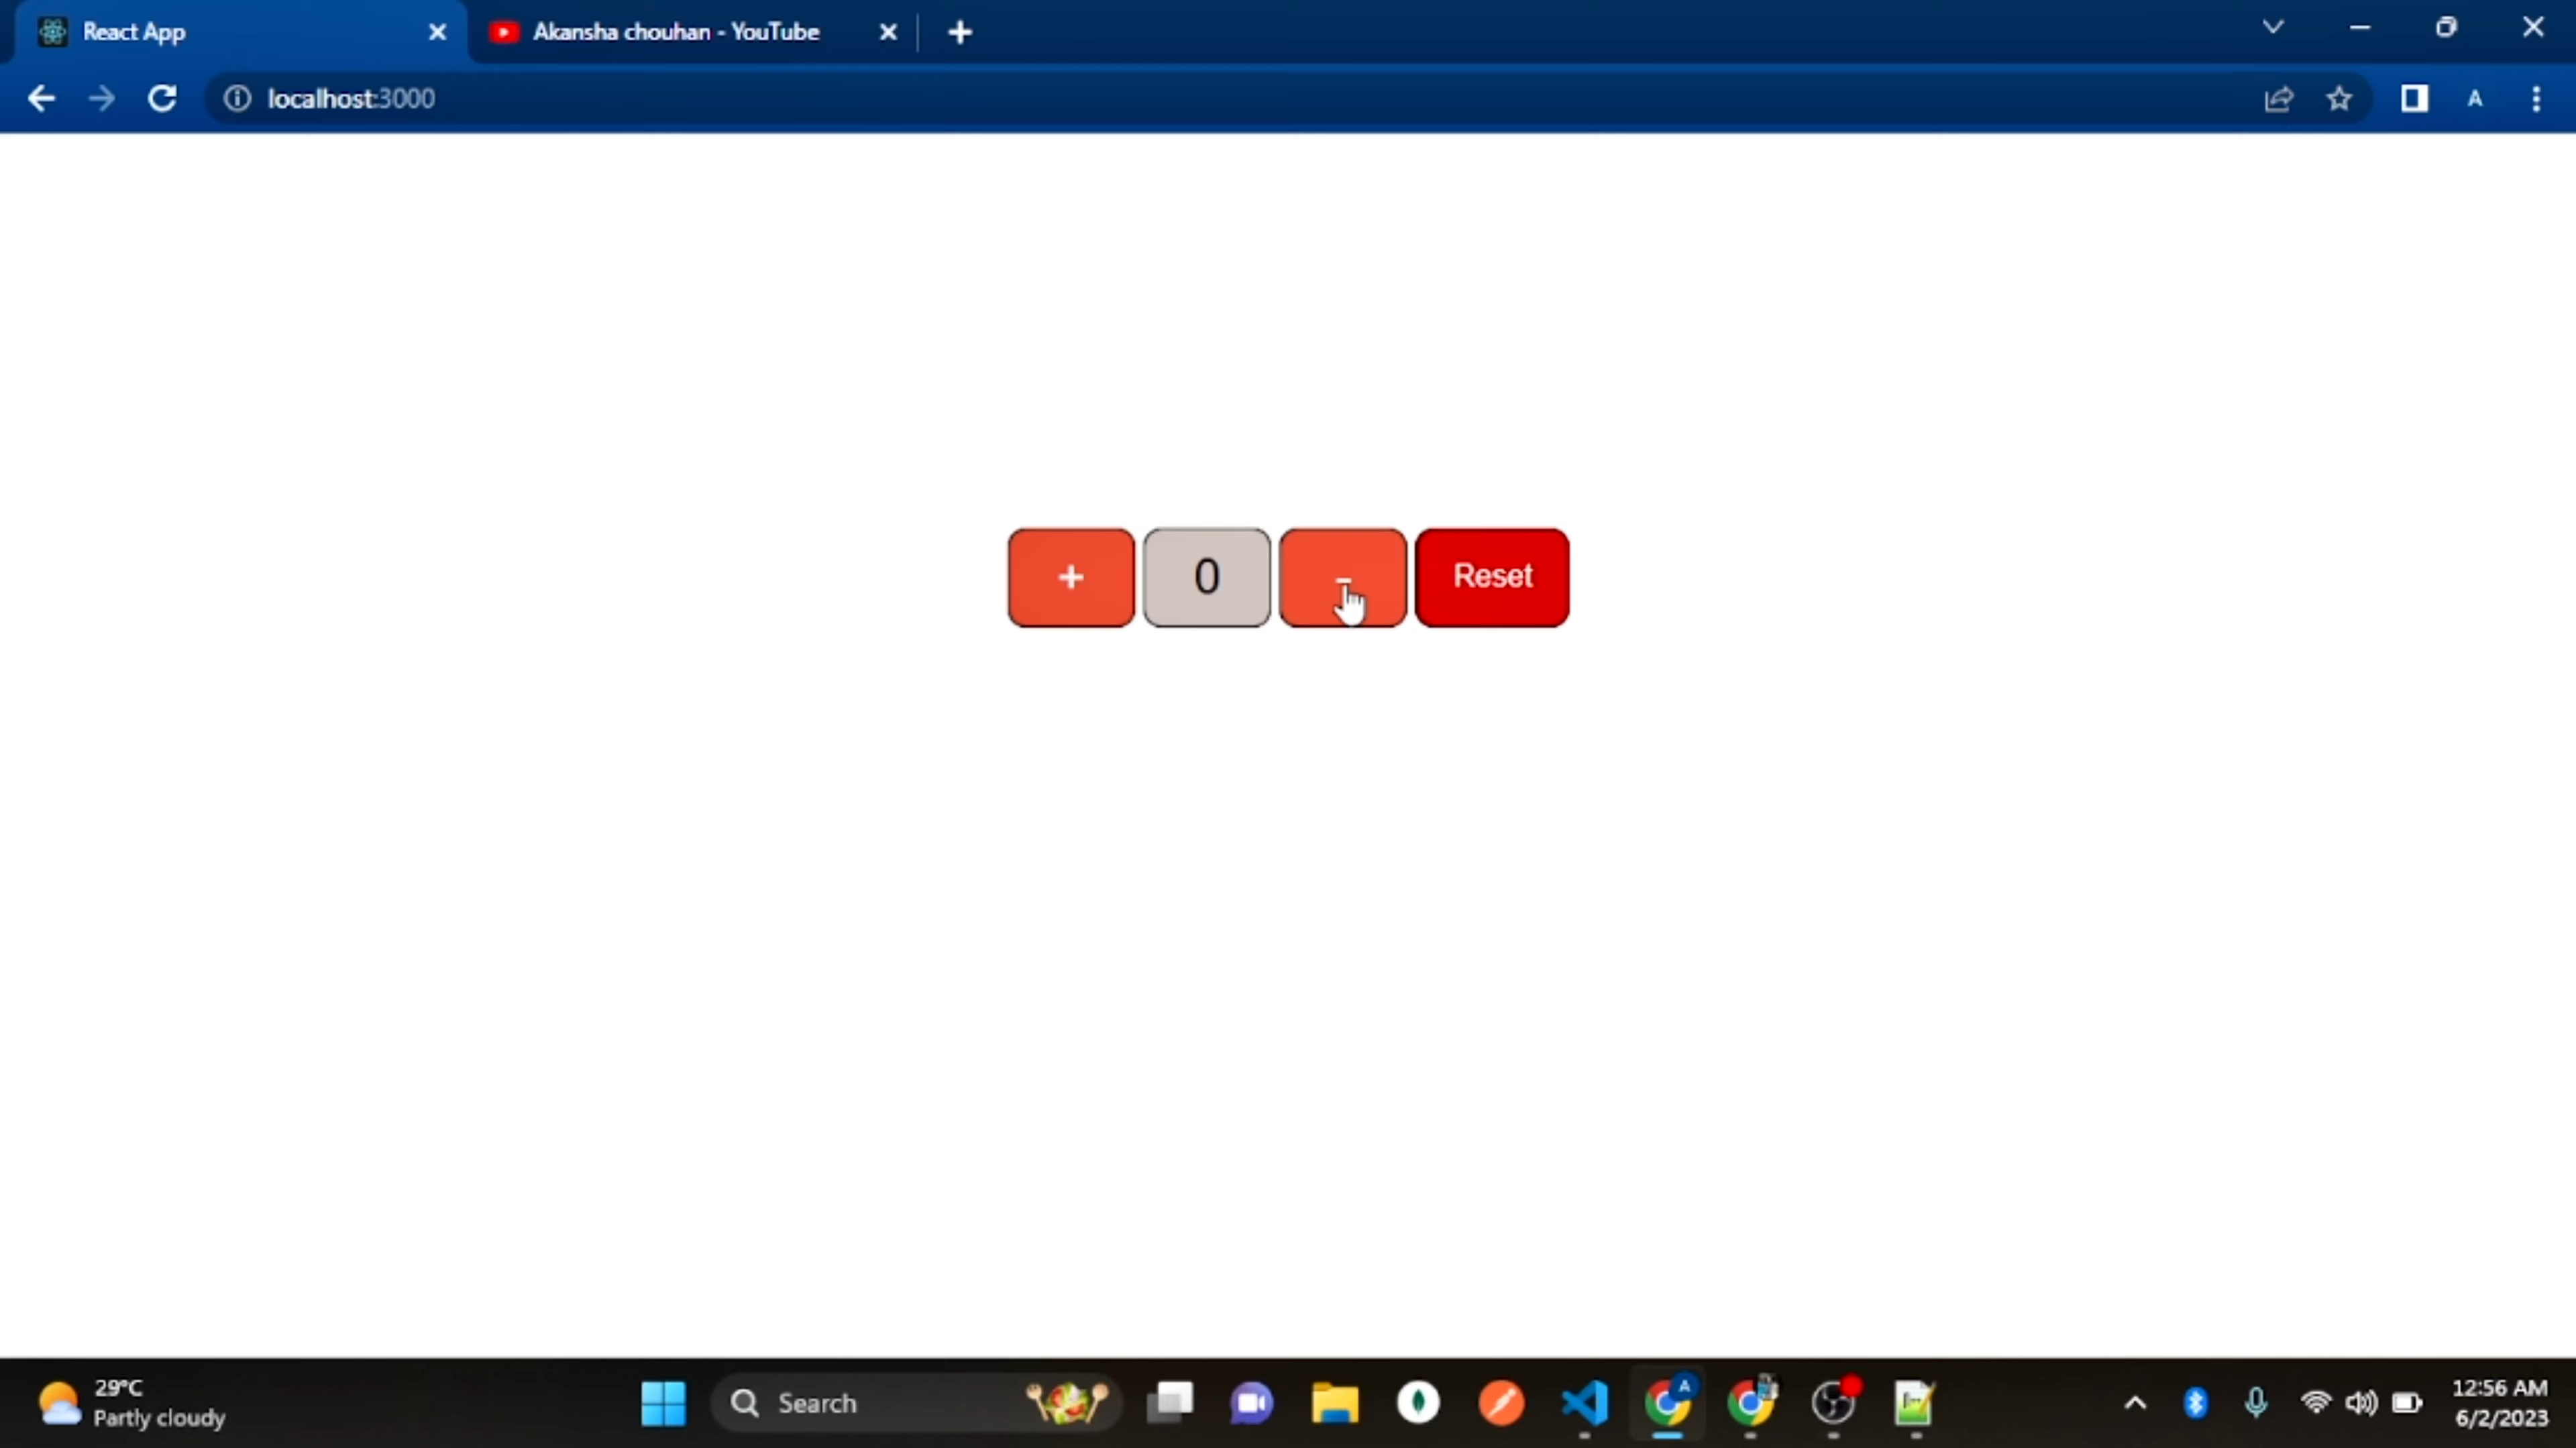 React App
Akansha chouhan - YouTube
localhost:3000
A
+
0
-
Reset
29°C
Partly cloudy
Search
A
12:56 AM
6/2/2023